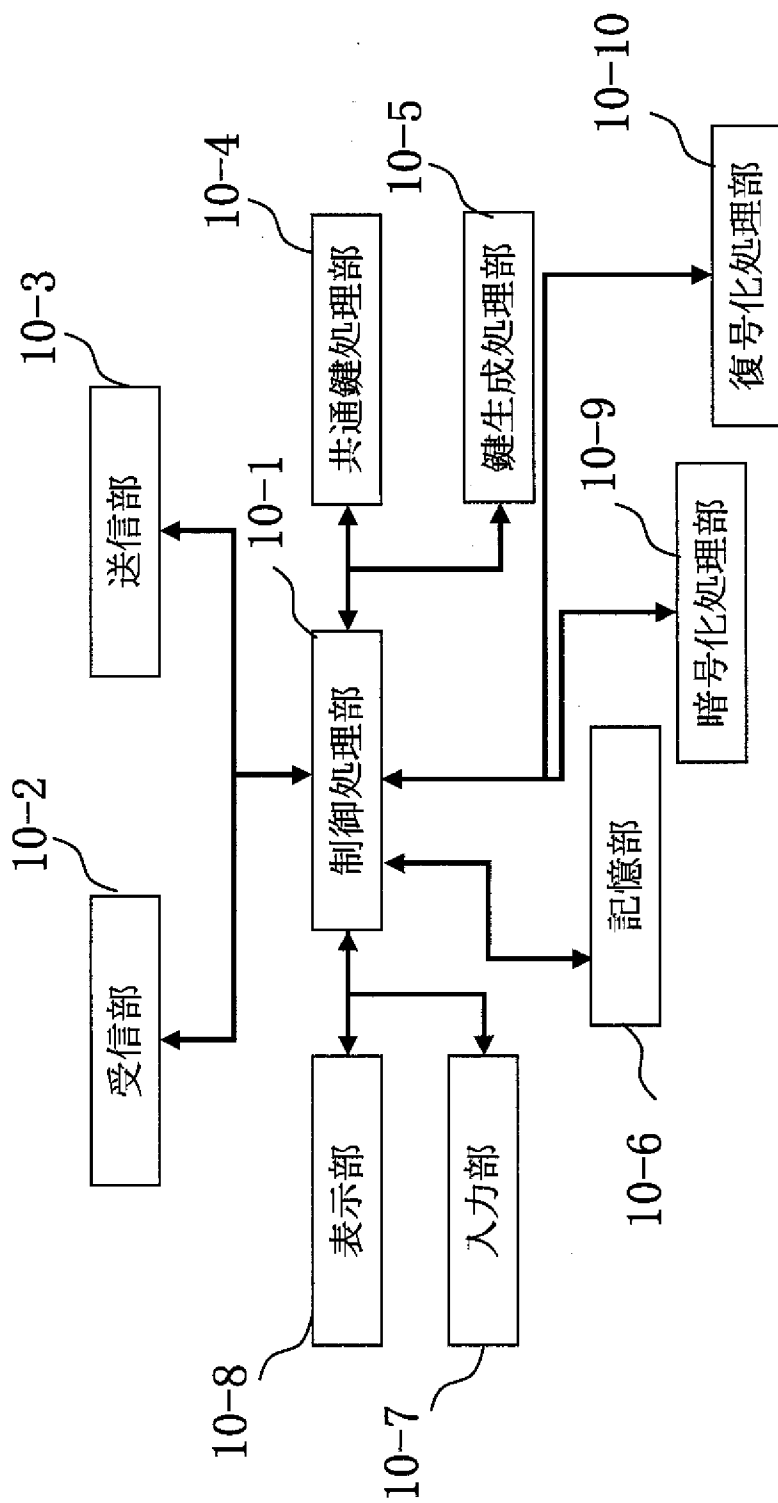 10-2
受信部
10-3
送信部
10-8
表示部
10-1
制御処理部
10-4
共通鍵処理部
10-7
入力部
10-5
鍵生成処理部
10-6
記憶部
10-9
暗号化処理部
10-10
復号化処理部